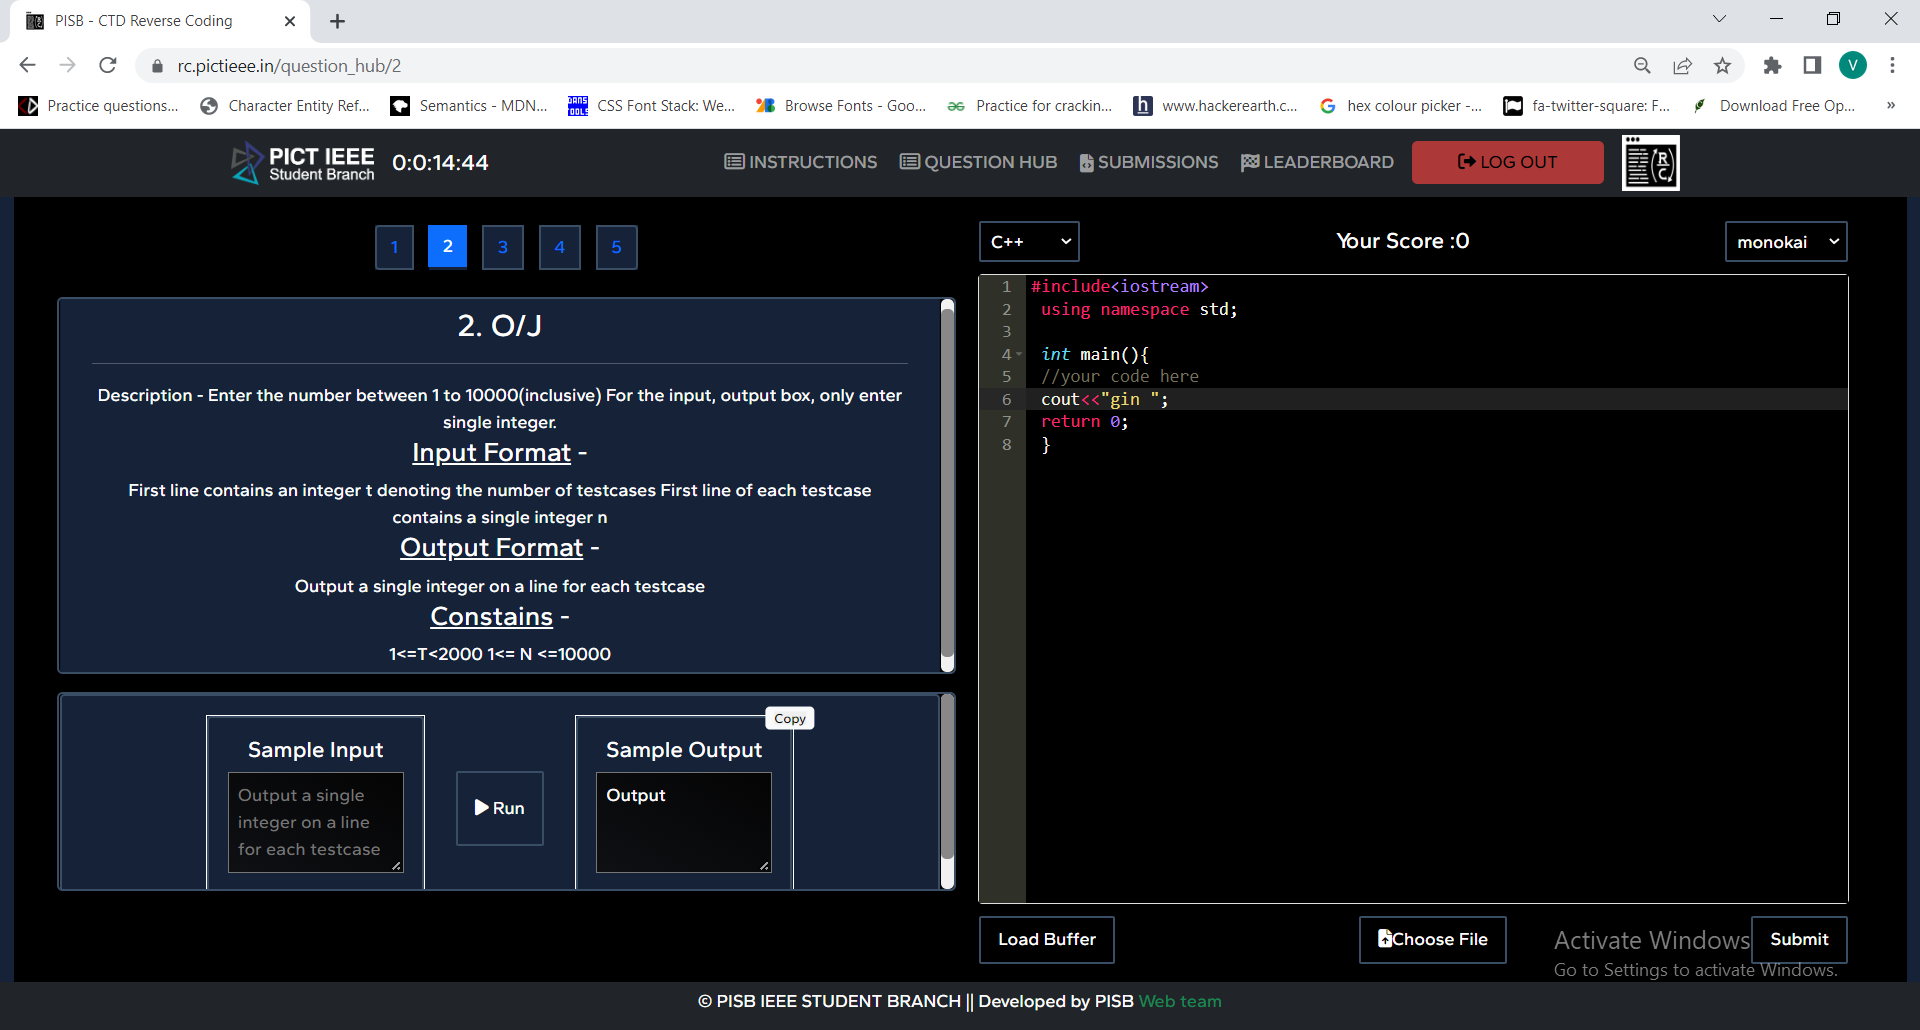 PISB - CTD Reverse Coding
rc.pictieee.in/question_hub/2
V
Practice questions...
Character Entity Ref...
Semantics - MDN...
CSS Font Stack: We...
Browse Fonts - Goo...
Practice for crackin...
www.hackerearth.c...
hex colour picker -...
fa-twitter-square: F...
Download Free Op...
»
PICT IEEE
Student Branch
0:0:14:44
INSTRUCTIONS
QUESTION HUB
SUBMISSIONS
LEADERBOARD
LOG OUT
1 2 3 4 5
2. O/J
Description - Enter the number between 1 to 10000(inclusive) For the input, output box, only enter
single integer.
Input Format -
First line contains an integer t denoting the number of testcases First line of each testcase
contains a single integer n
Output Format -
Output a single integer on a line for each testcase
Constains -
1<=T<2000 1<= N <=10000
Sample Input
Output a single
integer on a line
for each testcase
Run
Copy
Sample Output
Output
C++
Your Score :0
monokai
1 #include<iostream>
2 using namespace std;
3
4 int main(){
5 //your code here
6 cout<<"gin ";
7 return 0;
8 }
Load Buffer
Choose File
Submit
Activate Windows
Go to Settings to activate Windows.
© PISB IEEE STUDENT BRANCH || Developed by PISB Web team